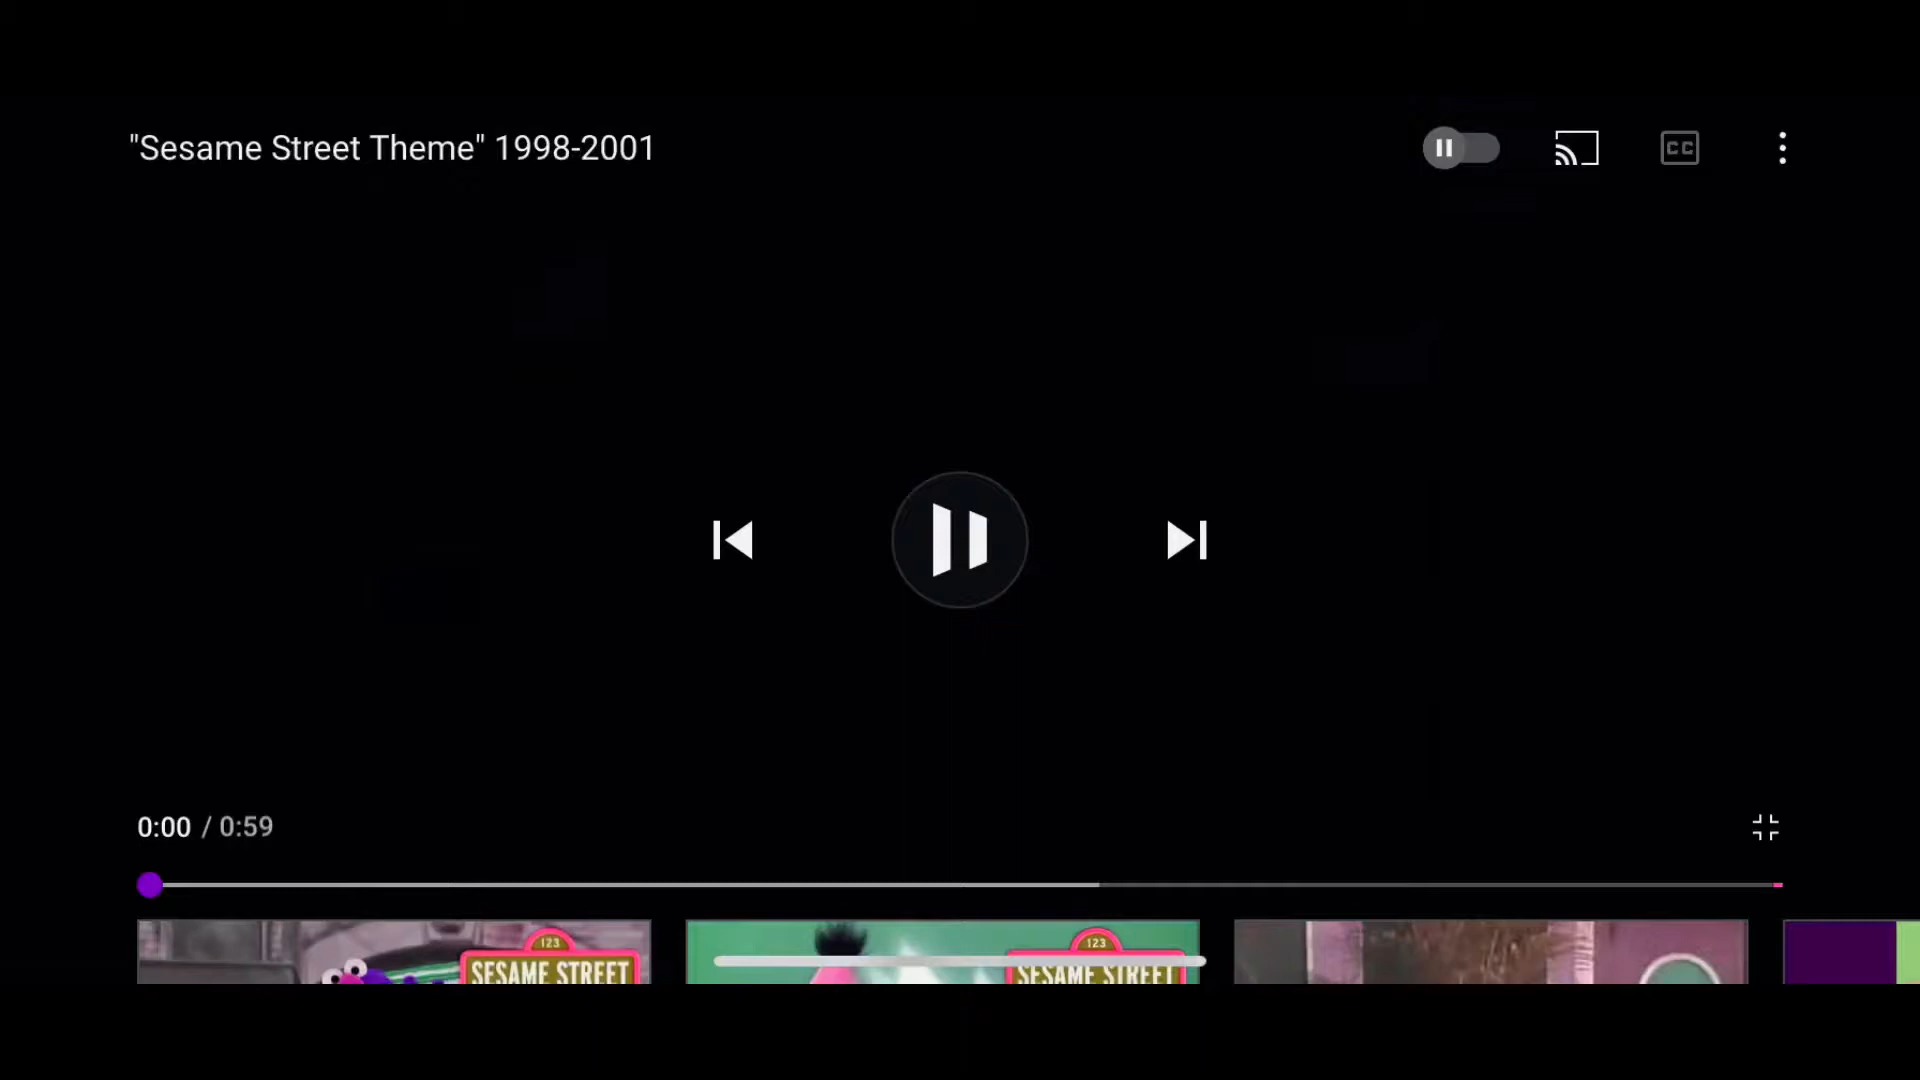 "Sesame Street Theme" 1998-2001
CC
0:00 / 0:59
123
SESAME STREET
123
SESAME STREET